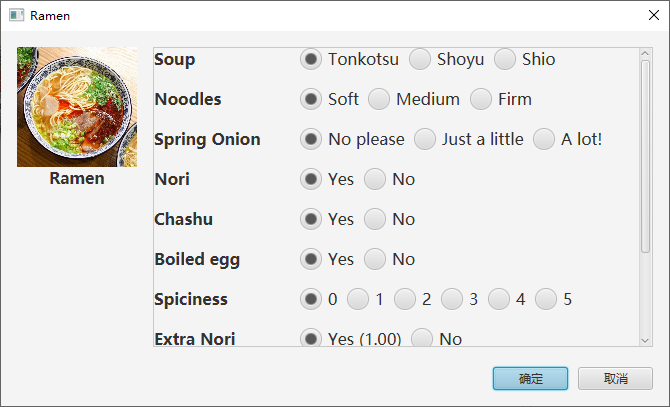 Ramen
Soup Tonkotsu Shoyu Shio
Noodles Soft Medium Firm
Spring Onion No please Just a little A lot!
Ramen
Nori Yes No
Chashu Yes No
Boiled egg Yes No
Spiciness 0 1 2 3 4 5
Extra Nori Yes (1.00) No
确定 取消